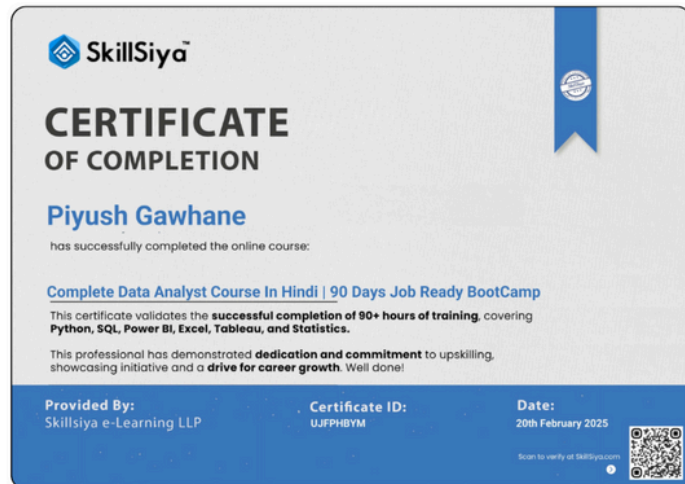 SkillSiya™
CERTIFICATE
OF COMPLETION
Piyush Gawhane
has successfully completed the online course:
Complete Data Analyst Course In Hindi | 90 Days Job Ready BootCamp
This certificate validates the successful completion of 90+ hours of training, covering
Python, SQL, Power BI, Excel, Tableau, and Statistics.
This professional has demonstrated dedication and commitment to upskilling,
showcasing initiative and a drive for career growth. Well done!
Provided By:
Skillsiya e-Learning LLP
Certificate ID:
UJFPHBYM
Date:
20th February 2025
Scan to verify at SkillSiya.com